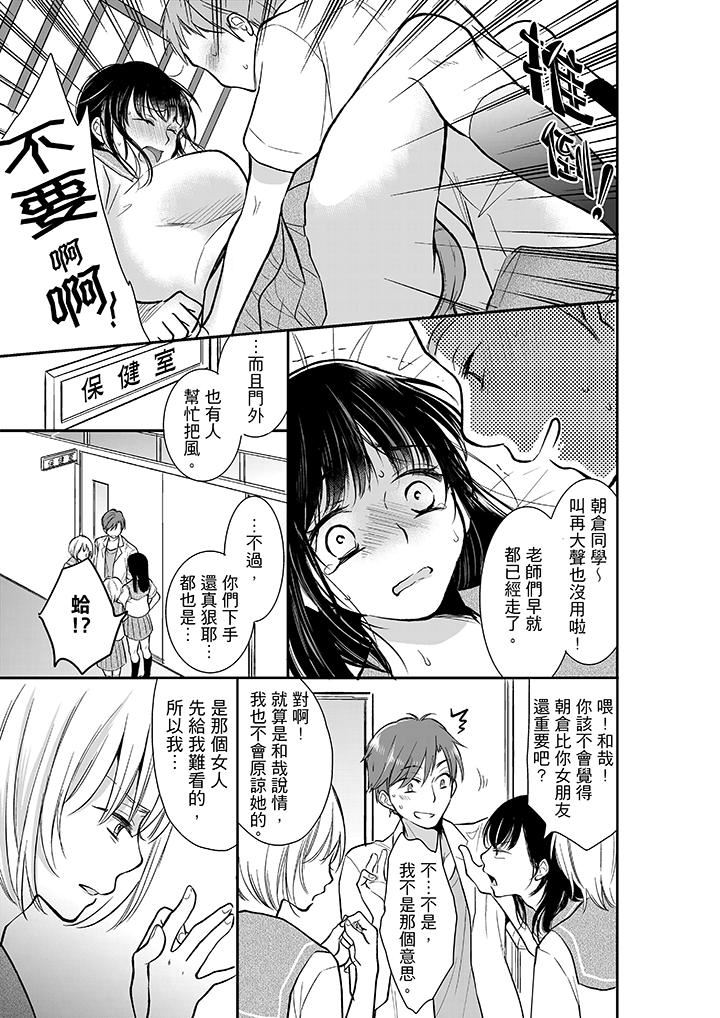 推倒！
不要
啊
啊～
朝倉同學～
叫再大聲也沒用啦！
老師們早就
都已經走了。
…而且門外
也有人
幫忙把風。
保健室
保健室
…不過，
你們下手
還真狠耶…
都也是…
蛤!?
喂！和哉！
你該不會覺得
朝倉比你女朋友
還重要吧？
不…不是，
我不是那個意思。
對啊！
就算是和哉說情，
我也不會原諒她的。
是那個女人
先給我難看的，
所以我…